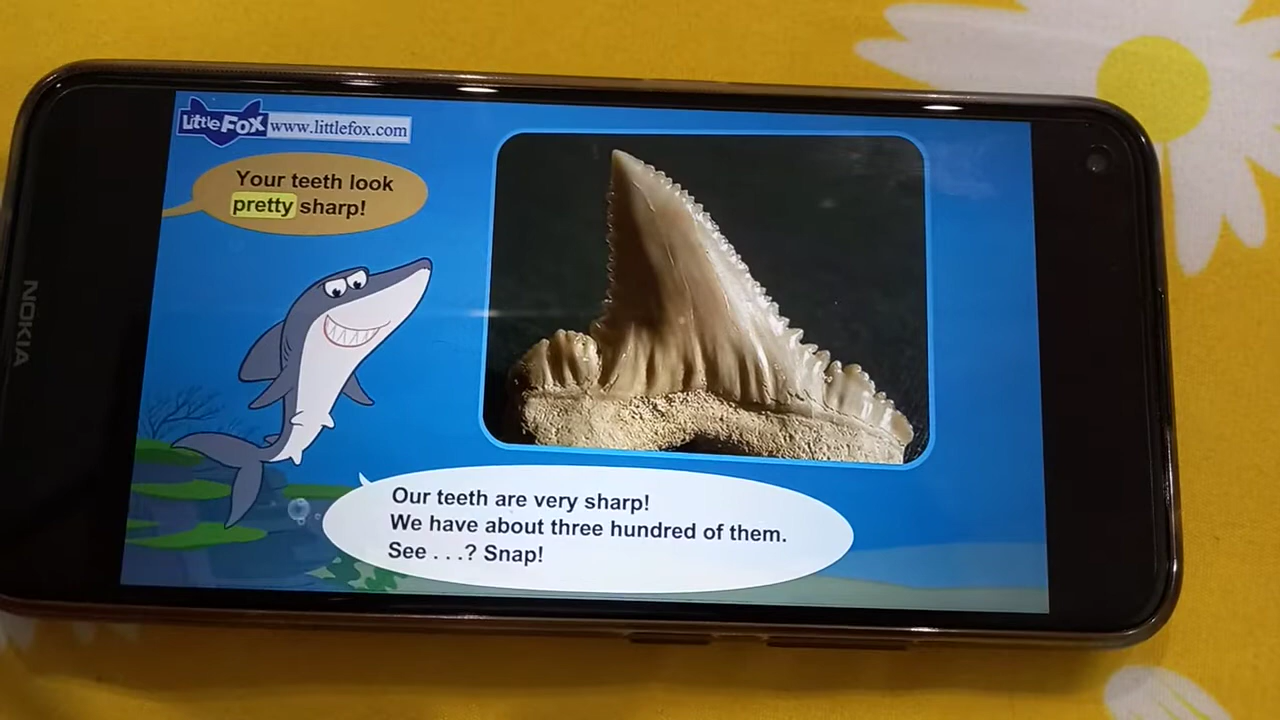 Little Fox www.littlefox.com
Your teeth look
pretty sharp!
Our teeth are very sharp!
We have about three hundred of them.
See . . .? Snap!
NOKIA